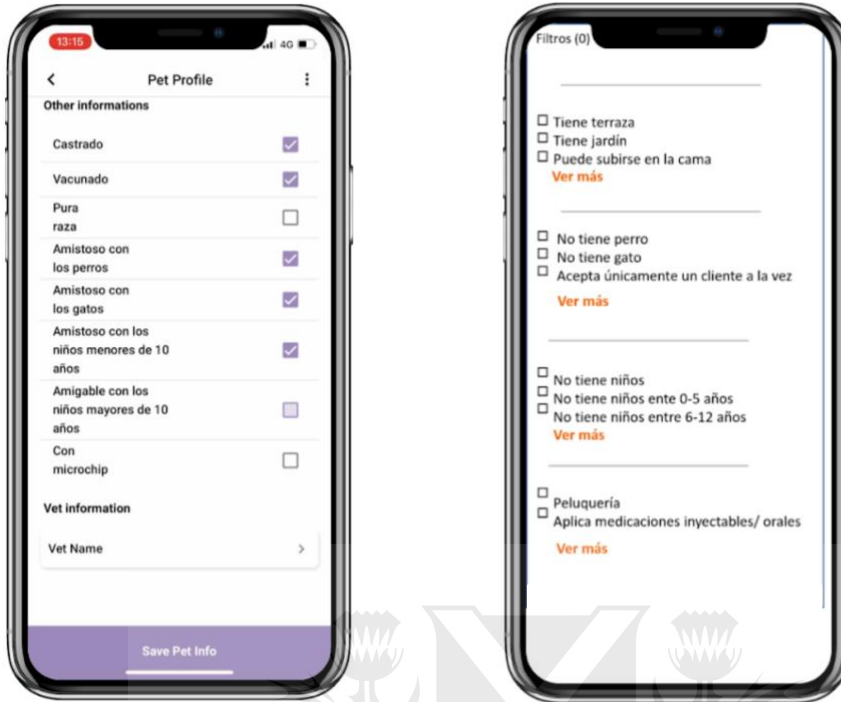 13:15
4G
Pet Profile
Other informations
Castrado
Vacunado
Pura
raza
Amistoso con
los perros
Amistoso con
los gatos
Amistoso con los
niños menores de 10
años
Amigable con los
niños mayores de 10
años
Con
microchip
Vet information
Vet Name
Save Pet Info
Filtros (0)
Tiene terraza
Tiene jardín
Puede subirse en la cama
Ver más
No tiene perro
No tiene gato
Acepta únicamente un cliente a la vez
Ver más
No tiene niños
No tiene niños ente 0-5 años
No tiene niños entre 6-12 años
Ver más
Peluquería
Aplica medicaciones inyectables/ orales
Ver más